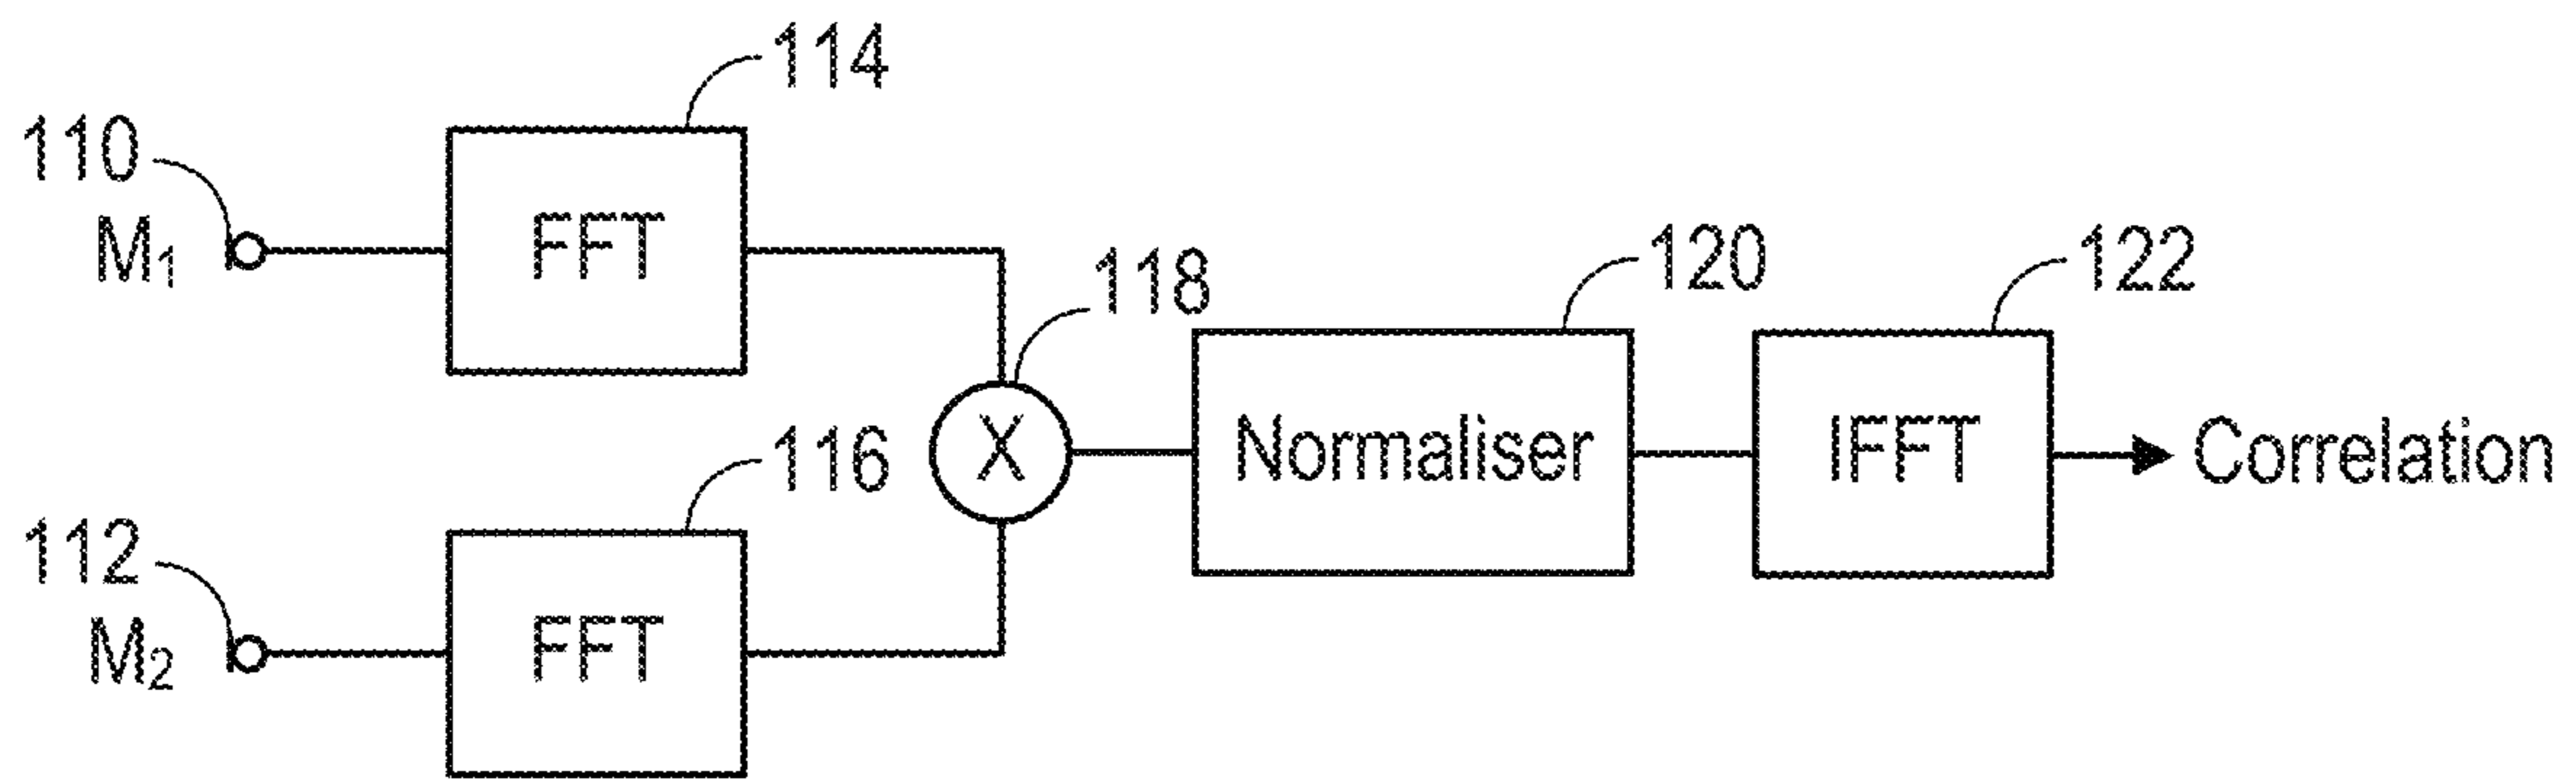 114
110
M1
FFT
118
120
122
X
Normaliser
IFFT
Correlation
116
112
M2
FFT